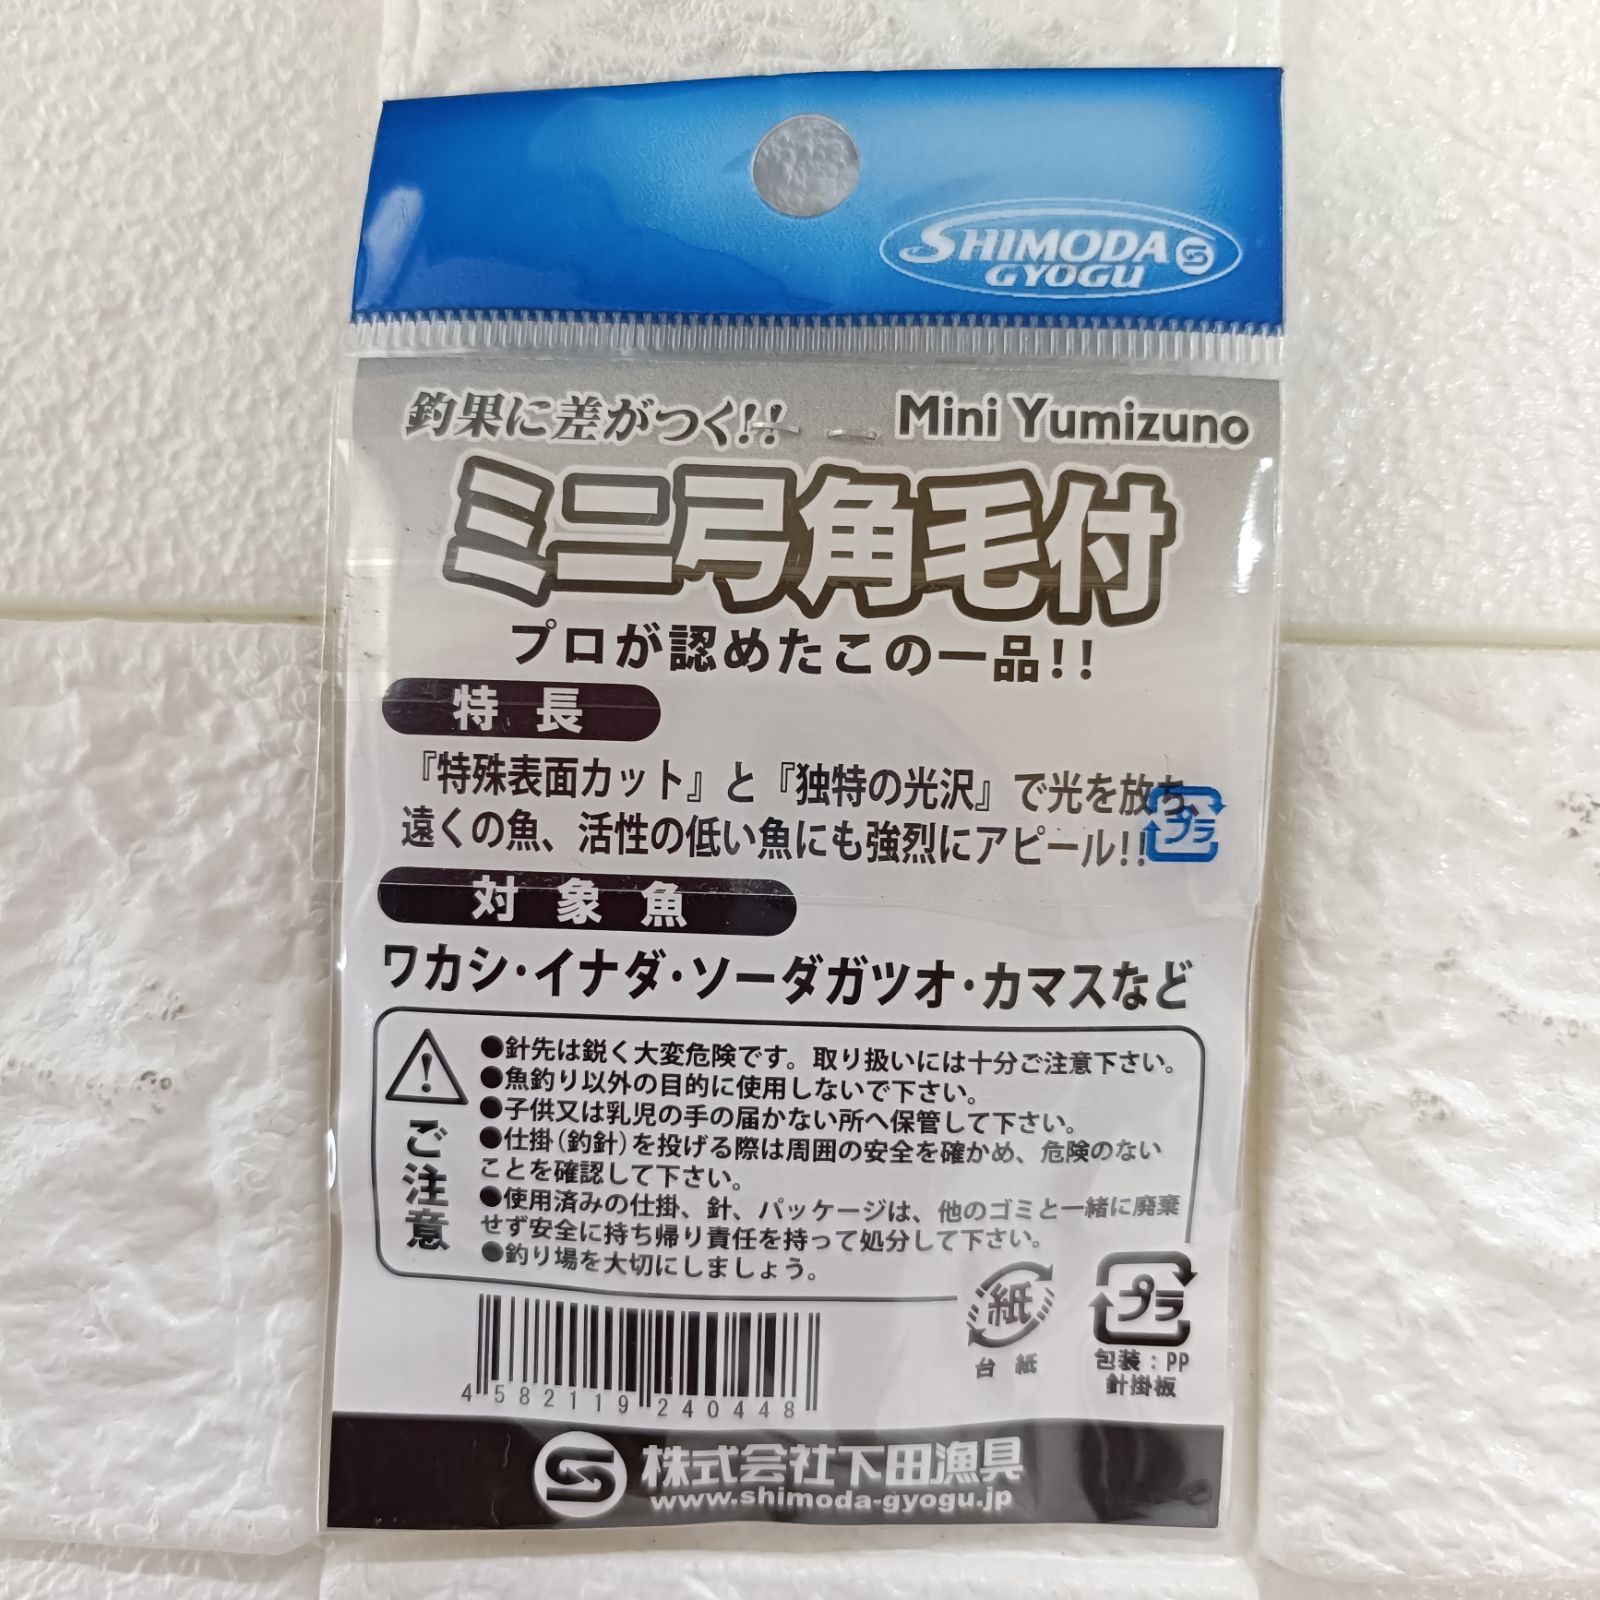 SHIMODA
GYOGU
釣果に差がつく!!
Mini Yumizuno
ミニ弓角毛付
プロが認めたこの一品!!
特長
『特殊表面カット』と『独特の光沢』で光を放ち、
遠くの魚、活性の低い魚にも強烈にアピール!!
プラ
対象魚
ワカシ・イナダ・ソーダガツオ・カマスなど
ご注意
●針先は鋭く大変危険です。取り扱いには十分ご注意下さい。
●魚釣り以外の目的に使用しないで下さい。
●子供又は乳児の手の届かない所へ保管して下さい。
●仕掛(釣針)を投げる際は周囲の安全を確かめ、危険のない
ことを確認して下さい。
●使用済みの仕掛、針、パッケージは、他のゴミと一緒に廃棄
せず安全に持ち帰り責任を持って処分して下さい。
●釣り場を大切にしましょう。
紙
台紙
プラ
包装:PP
針掛板
4 582119 240448
株式会社下田漁具
www.shimoda-gyogu.jp